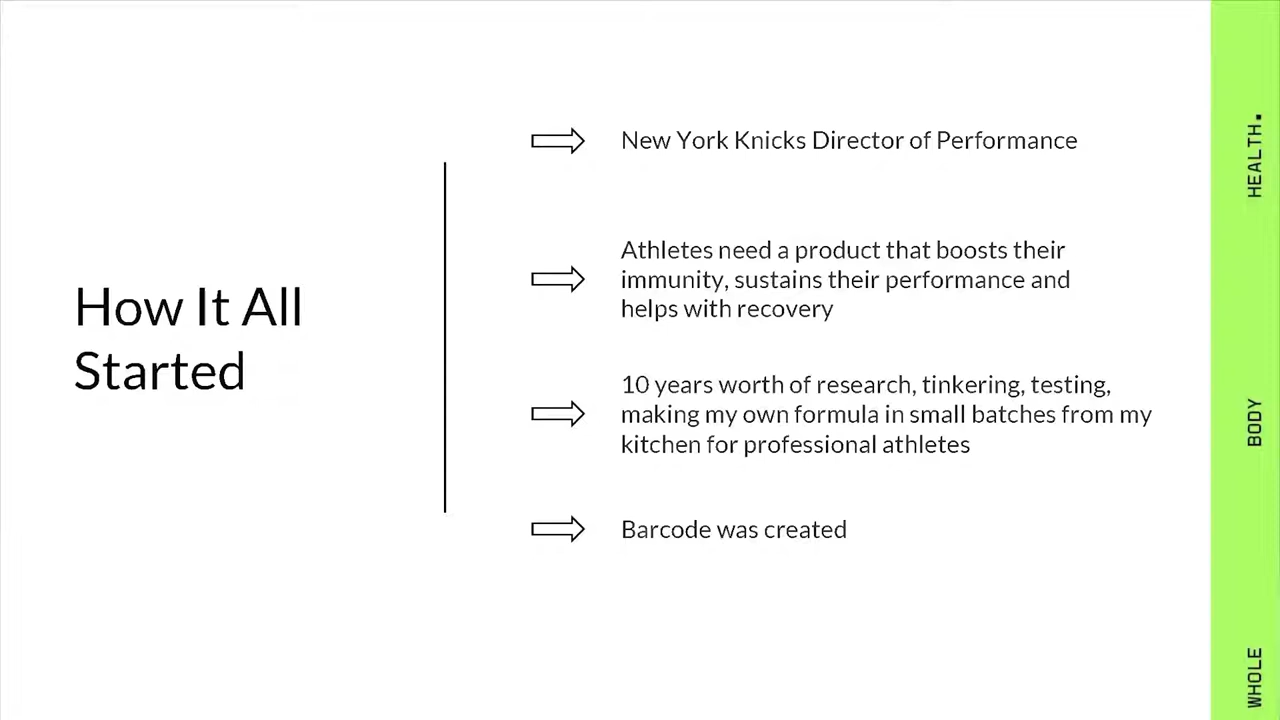 How It All
Started
New York Knicks Director of Performance
Athletes need a product that boosts their
immunity, sustains their performance and
helps with recovery
10 years worth of research, tinkering, testing,
making my own formula in small batches from my
kitchen for professional athletes
Barcode was created
WHOLE BODY HEALTH.